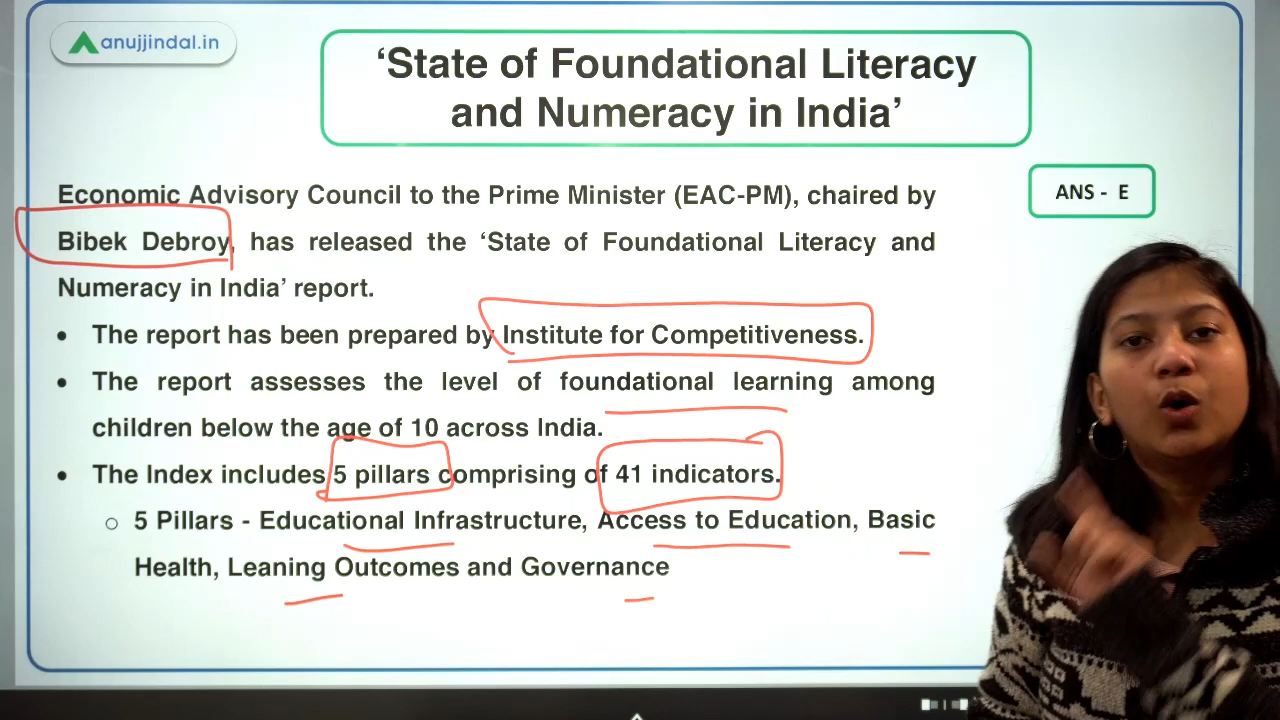 anujjindal.in
‘State of Foundational Literacy
and Numeracy in India’
Economic Advisory Council to the Prime Minister (EAC-PM), chaired by
Bibek Debroy, has released the ‘State of Foundational Literacy and
Numeracy in India’ report.
• The report has been prepared by Institute for Competitiveness.
• The report assesses the level of foundational learning among
children below the age of 10 across India.
• The Index includes 5 pillars comprising of 41 indicators.
○ 5 Pillars - Educational Infrastructure, Access to Education, Basic
Health, Leaning Outcomes and Governance
ANS - E